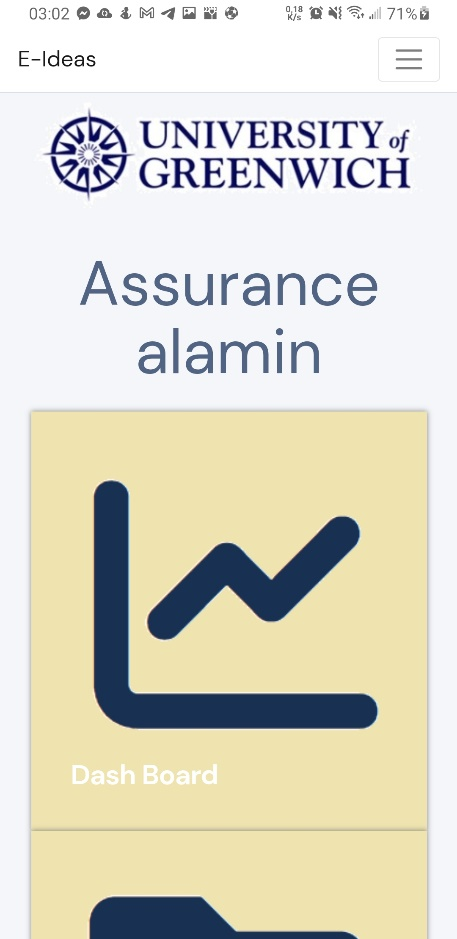 03:02
0,18
K/s
71%
E-Ideas
UNIVERSITY of
GREENWICH
Assurance
alamin
Dash Board